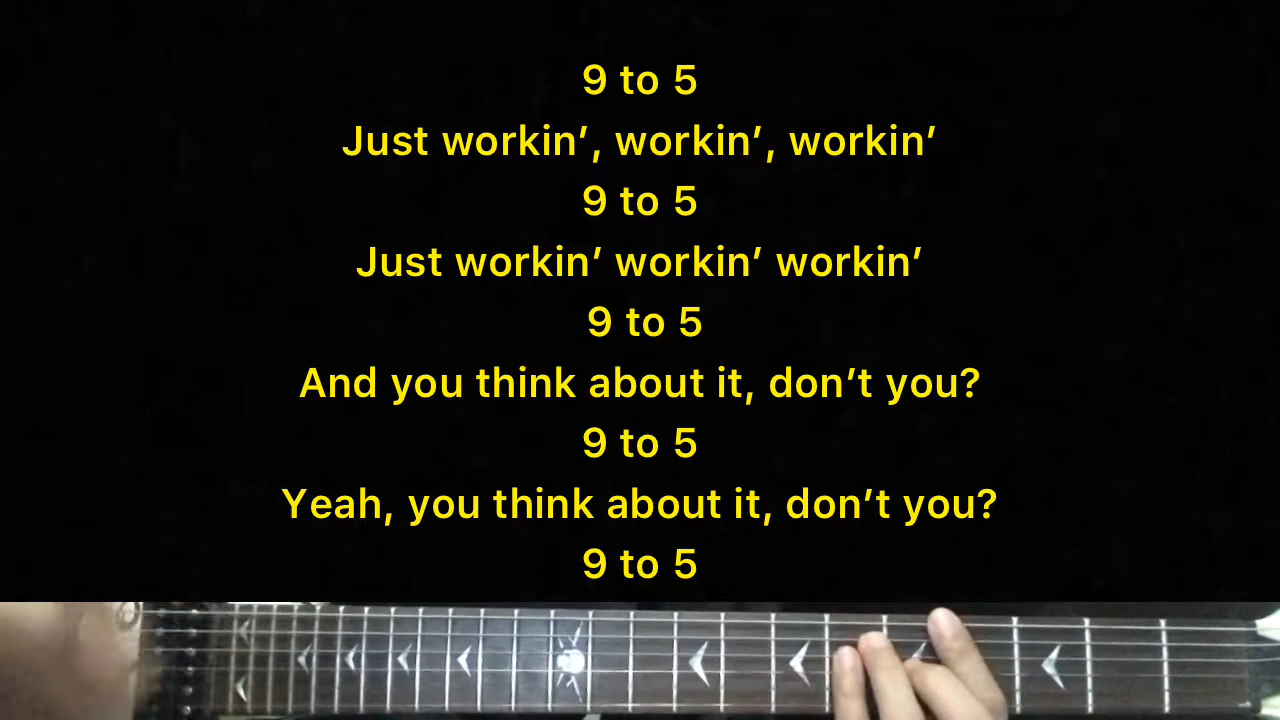 9 to 5
Just workin’, workin’, workin’
9 to 5
Just workin’ workin’ workin’
9 to 5
And you think about it, don’t you?
9 to 5
Yeah, you think about it, don’t you?
9 to 5